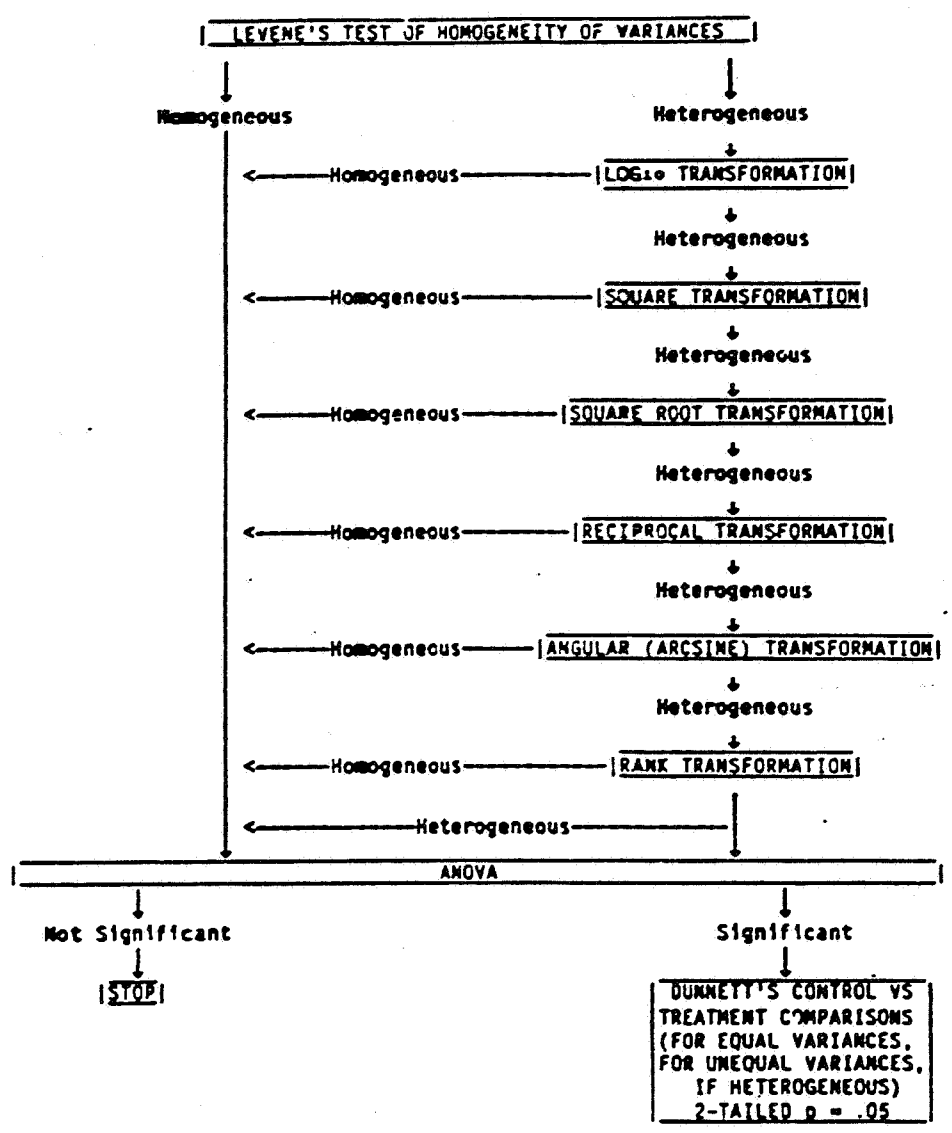 LEVENE'S TEST OF HOMOGENEITY OF VARIANCES
Homogeneous
Heterogeneous
Homogeneous
LOG10 TRANSFORMATION
Heterogeneous
Homogeneous
SQUARE TRANSFORMATION
Heterogeneous
Homogeneous
SQUARE ROOT TRANSFORMATION
Heterogeneous
Homogeneous
RECIPROCAL TRANSFORMATION
Heterogeneous
Homogeneous
ANGULAR (ARCSINE) TRANSFORMATION
Heterogeneous
Homogeneous
RANK TRANSFORMATION
Heterogeneous
ANOVA
Not Significant
Significant
STOP
DUNNETT'S CONTROL VS
TREATMENT COMPARISONS
(FOR EQUAL VARIANCES,
FOR UNEQUAL VARIANCES,
IF HETEROGENEOUS)
2-TAILED p = .05